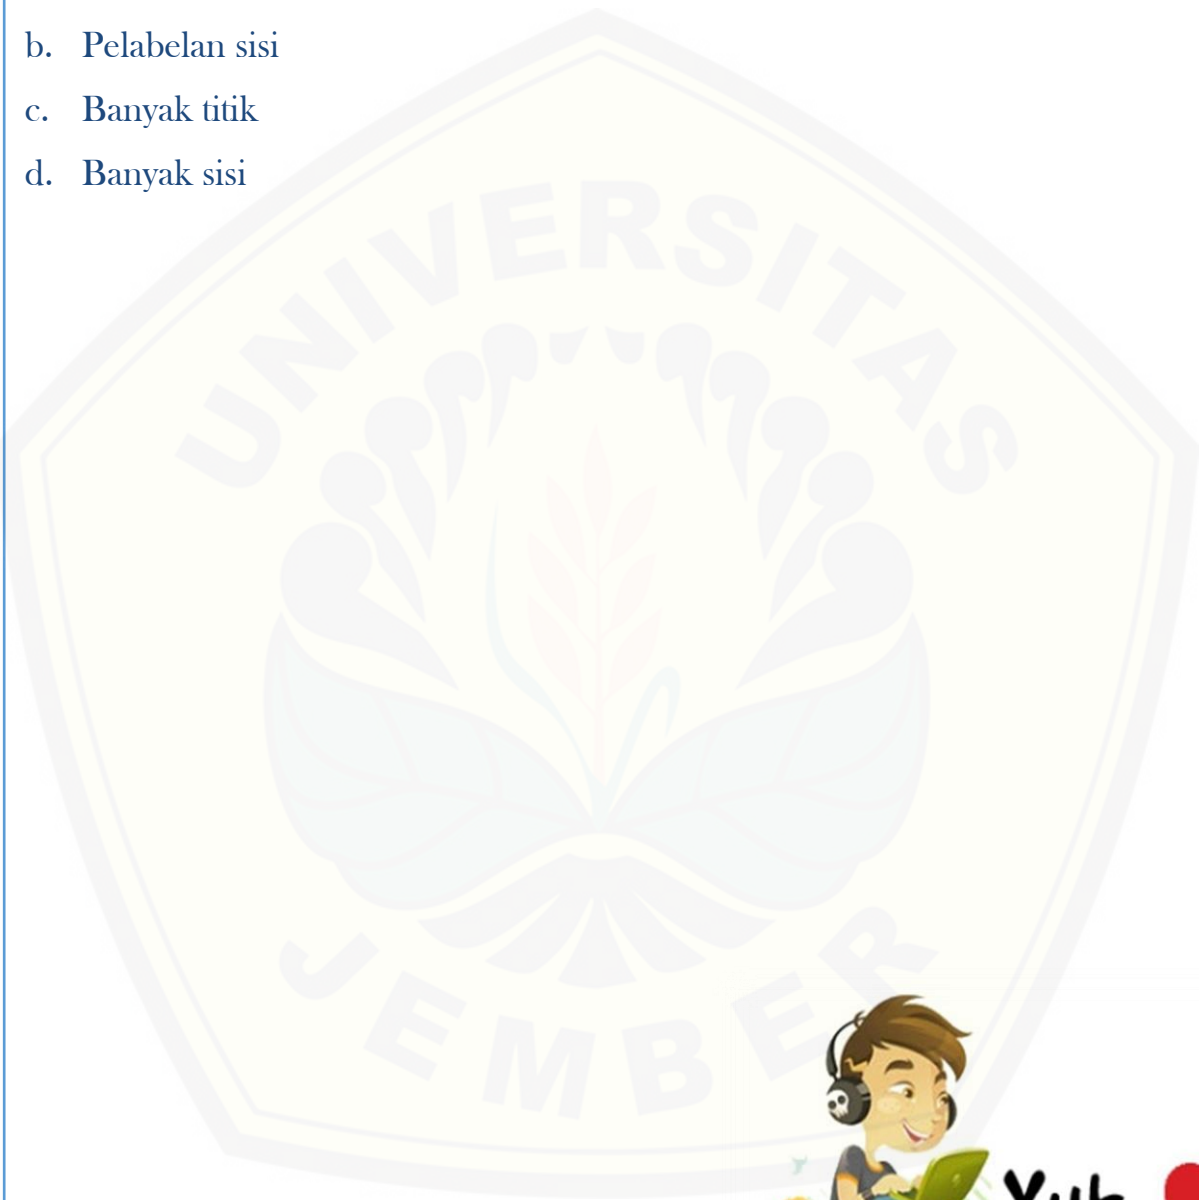 b. Pelabelan sisi
c. Banyak titik
d. Banyak sisi
UNIVERSITAS
JEMBER